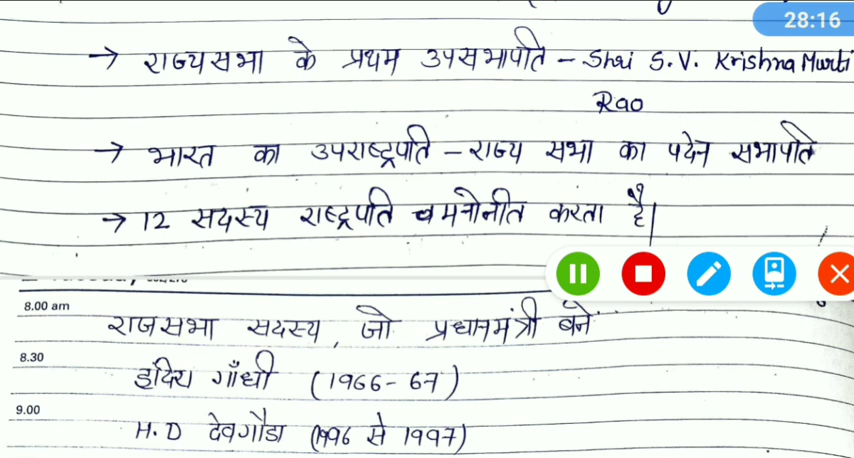 28:16
→ राज्यसभा के प्रथम उपसभापति – Shri S.V. Krishna Murti
Rao
→ भारत का उपराष्ट्रपति – राज्य सभा का पदेन सभापति
→ 12 सदस्य राष्ट्रपति मनोनीत करता है|
8.00 am
राजसभा सदस्य, जो प्रधानमंत्री बने
8.30
इंदिरा गाँधी (1966-67)
9.00
H.D देवगौडा (1996 से 1997)